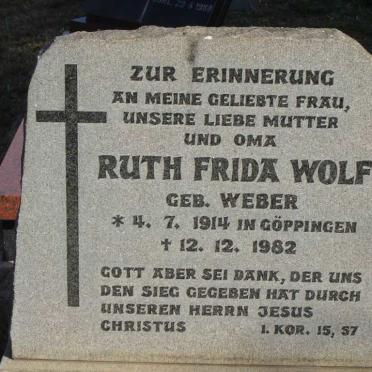 ZUR ERINNERUNG
AN MEINE GELIEBTE FRAU,
UNSERE LIEBE MUTTER
UND OMA
RUTH FRIDA WOLF
GEB. WEBER
* 4. 7. 1914 IN GÖPPINGEN
† 12. 12. 1982
GOTT ABER SEI DANK, DER UNS
DEN SIEG GEGEBEN HAT DURCH
UNSEREN HERRN JESUS
CHRISTUS 1. KOR. 15, 57